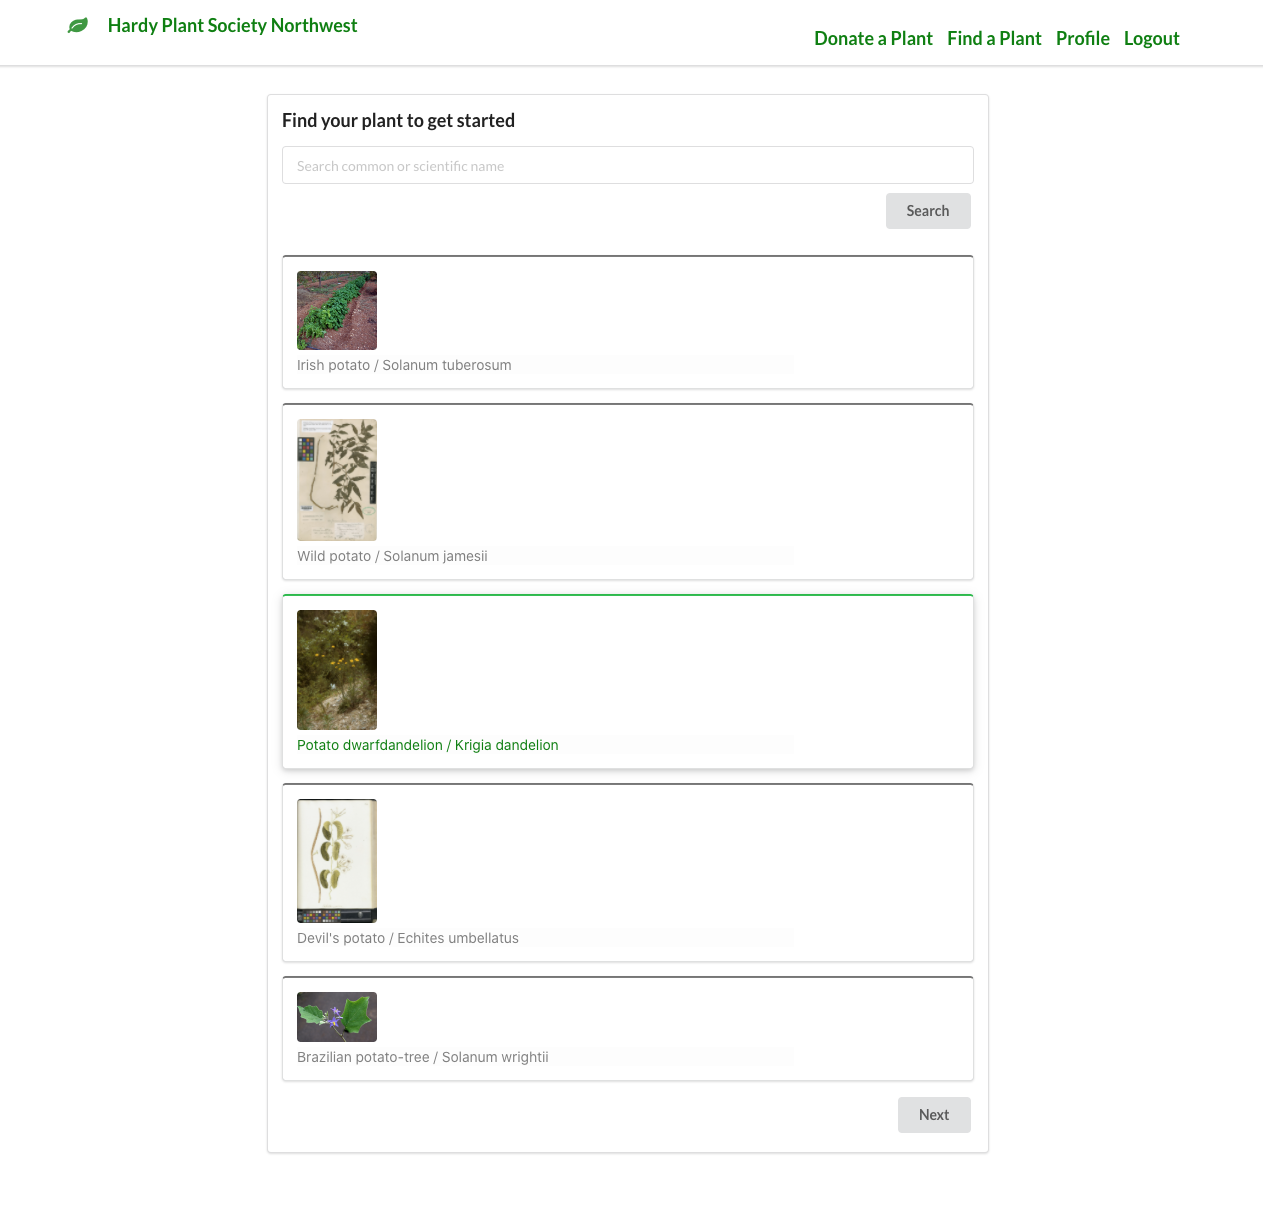 Hardy Plant Society Northwest
Donate a Plant Find a Plant Profile Logout
Find your plant to get started
Search common or scientific name
Search
Irish potato / Solanum tuberosum
Wild potato / Solanum jamesii
Potato dwarfdandelion / Krigia dandelion
Devil's potato / Echites umbellatus
Brazilian potato-tree / Solanum wrightii
Next